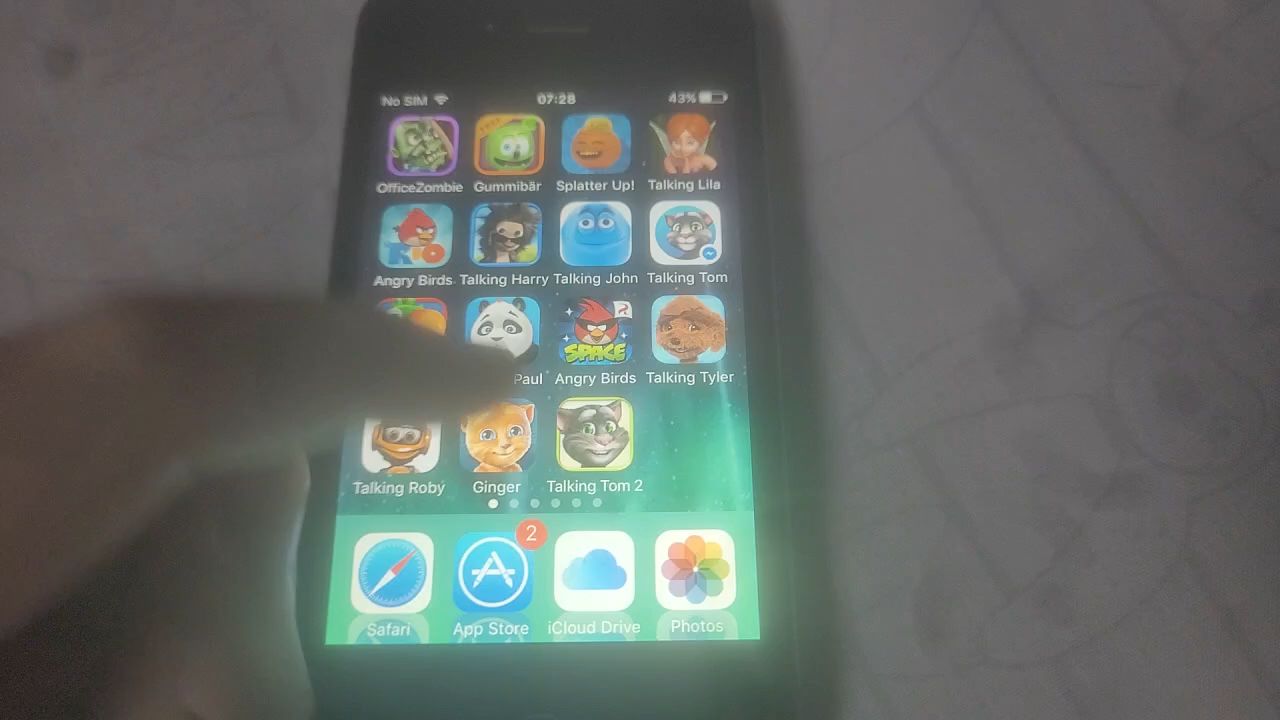 No SIM 07:28 43%
OfficeZombie Gummibär Splatter Up! Talking Lila
Angry Birds Talking Harry Talking John Talking Tom
SPACE
Paul Angry Birds Talking Tyler
Talking Roby Ginger Talking Tom 2
2
Safari App Store iCloud Drive Photos